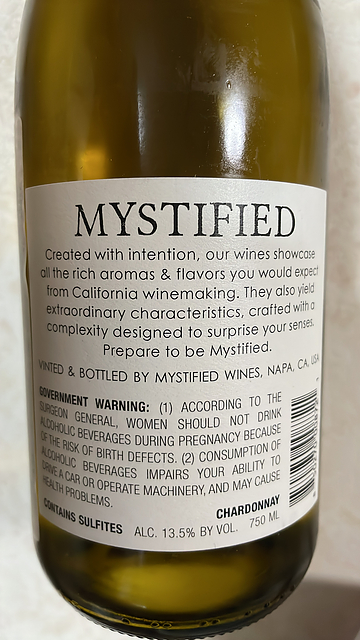 MYSTIFIED
Created with intention, our wines showcase
all the rich aromas & flavors you would expect
from California winemaking. They also yield
extraordinary characteristics, crafted with a
complexity designed to surprise your senses.
Prepare to be Mystified.
VINTED & BOTTLED BY MYSTIFIED WINES, NAPA, CA, USA
GOVERNMENT WARNING: (1) ACCORDING TO THE
SURGEON GENERAL, WOMEN SHOULD NOT DRINK
ALCOHOLIC BEVERAGES DURING PREGNANCY BECAUSE
OF THE RISK OF BIRTH DEFECTS. (2) CONSUMPTION OF
ALCOHOLIC BEVERAGES IMPAIRS YOUR ABILITY TO
DRIVE A CAR OR OPERATE MACHINERY, AND MAY CAUSE
HEALTH PROBLEMS.
CHARDONNAY
CONTAINS SULFITES ALC. 13.5% BY VOL. 750 ML